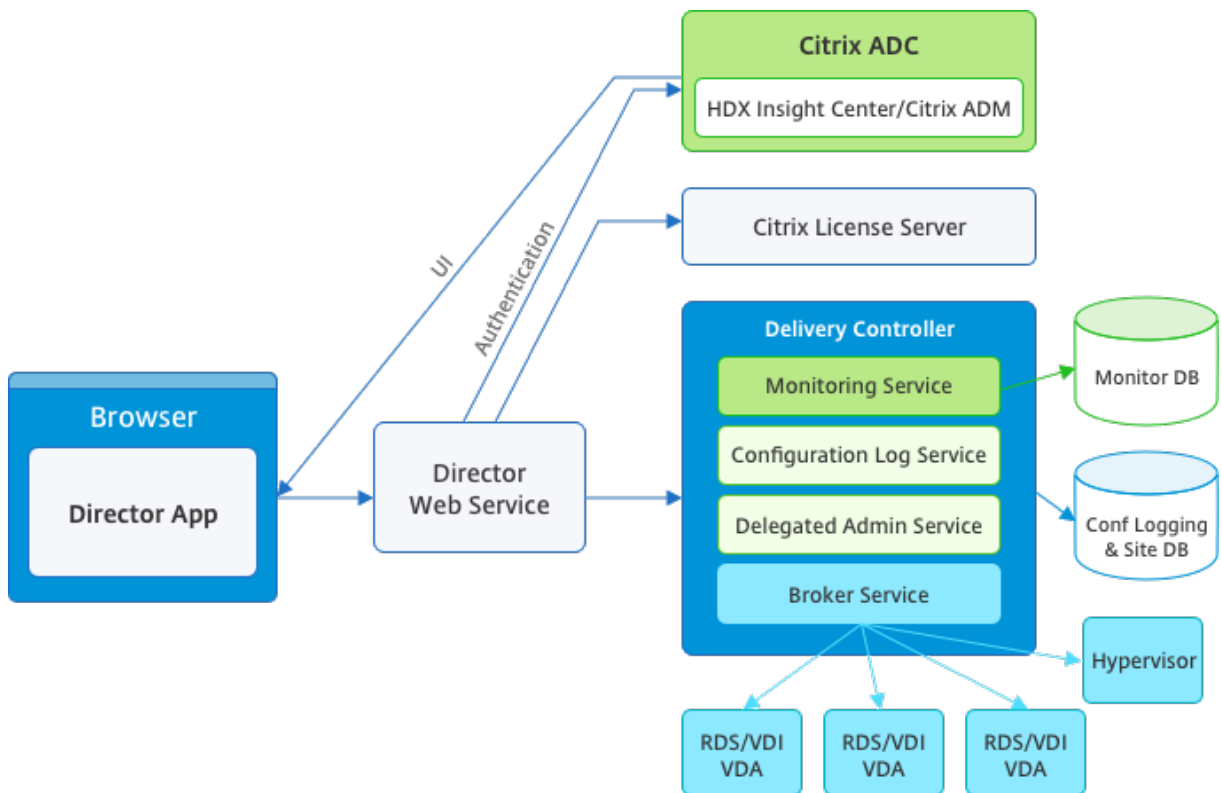 Citrix ADC
HDX Insight Center/Citrix ADM
UI
Authentication
Citrix License Server
Delivery Controller
Monitoring Service
Configuration Log Service
Delegated Admin Service
Broker Service
Monitor DB
Conf Logging
& Site DB
Browser
Director App
Director
Web Service
Hypervisor
RDS/VDI
VDA
RDS/VDI
VDA
RDS/VDI
VDA